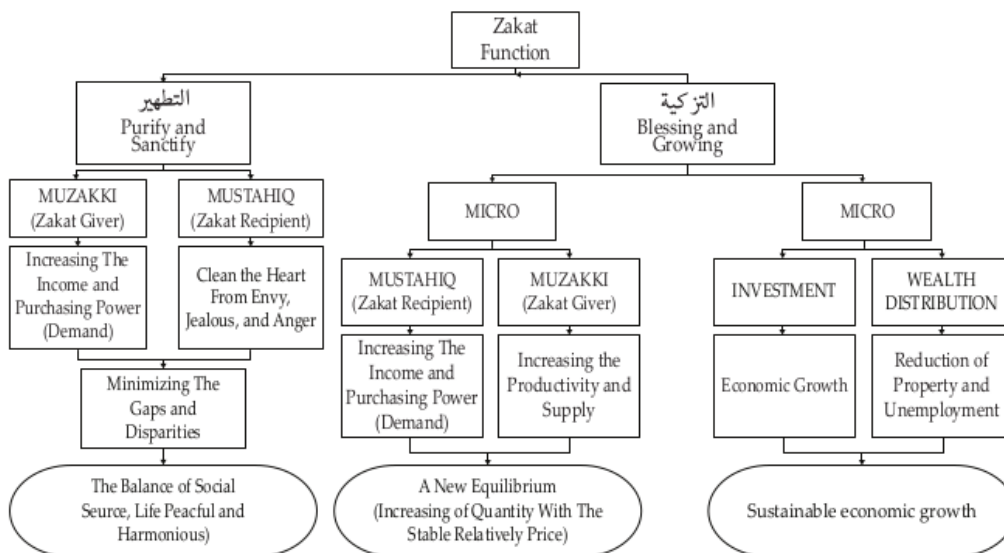 Zakat
Function
التطهير
Purify and
Sanctify
التزكية
Blessing and
Growing
MUZAKKI
(Zakat Giver)
MUSTAHIQ
(Zakat Recipient)
MICRO
MICRO
Increasing The
Income and
Purchasing Power
(Demand)
Clean the Heart
From Envy,
Jealous, and Anger
MUSTAHIQ
(Zakat Recipient)
MUZAKKI
(Zakat Giver)
INVESTMENT
WEALTH
DISTRIBUTION
Minimizing The
Gaps and
Disparities
Increasing The
Income and
Purchasing Power
(Demand)
Increasing the
Productivity and
Supply
Economic Growth
Reduction of
Property and
Unemployment
The Balance of Social
Seurce, Life Peacful and
Harmonious)
A New Equilibrium
(Increasing of Quantity With The
Stable Relatively Price)
Sustainable economic growth